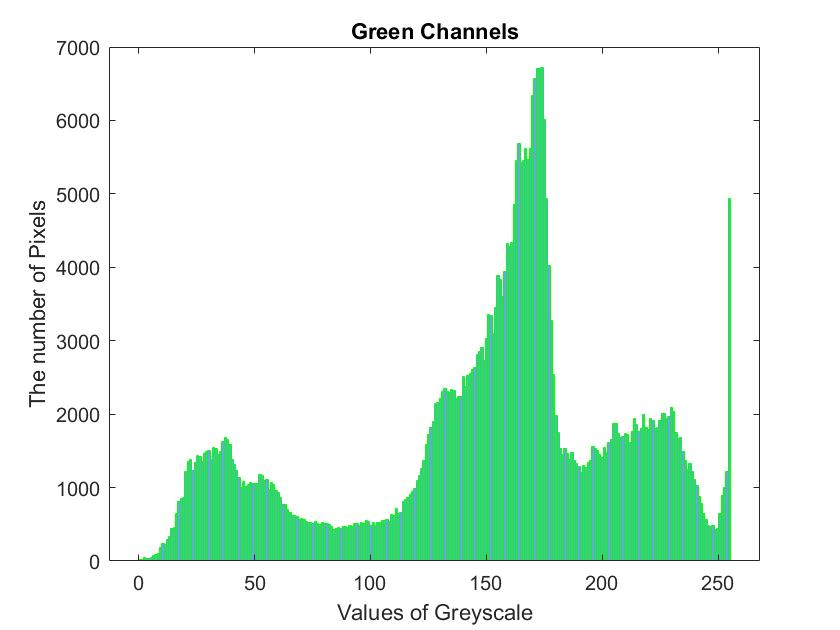 Green Channels
7000
6000
5000
4000
3000
2000
1000
0
The number of Pixels
0 50 100 150 200 250
Values of Greyscale